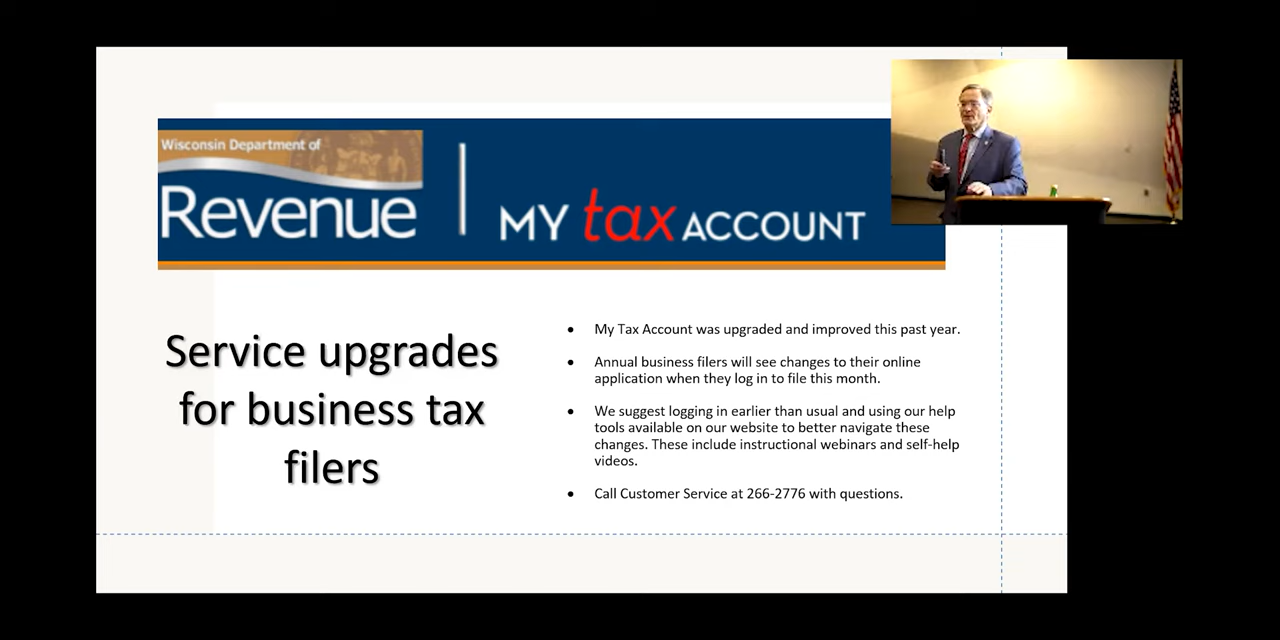 Wisconsin Department of
Revenue
MY tax ACCOUNT
Service upgrades
for business tax
filers
• My Tax Account was upgraded and improved this past year.
• Annual business filers will see changes to their online
application when they log in to file this month.
• We suggest logging in earlier than usual and using our help
tools available on our website to better navigate these
changes. These include instructional webinars and self-help
videos.
• Call Customer Service at 266-2776 with questions.